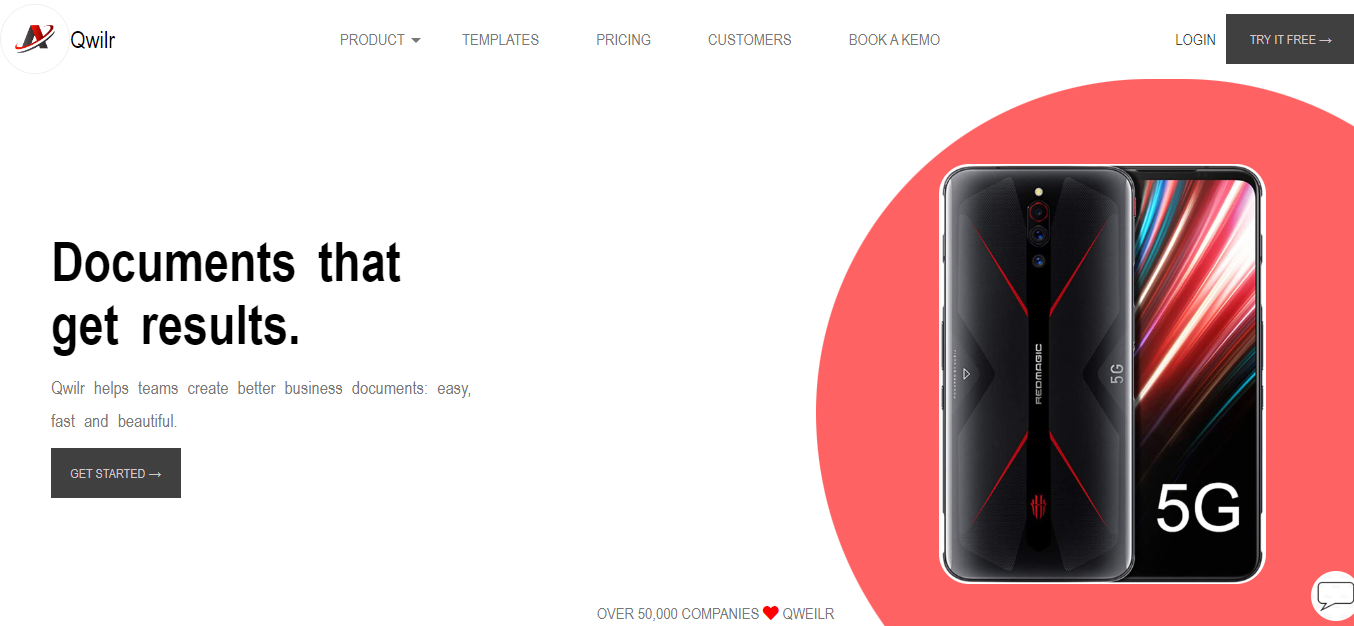 Qwilr
PRODUCT
TEMPLATES
PRICING
CUSTOMERS
BOOK A KEMO
LOGIN
TRY IT FREE →
Documents that
get results.
Qwilr helps teams create better business documents: easy,
fast and beautiful.
GET STARTED →
REDMAGIC
5G
5G
OVER 50,000 COMPANIES ❤ QWEILR